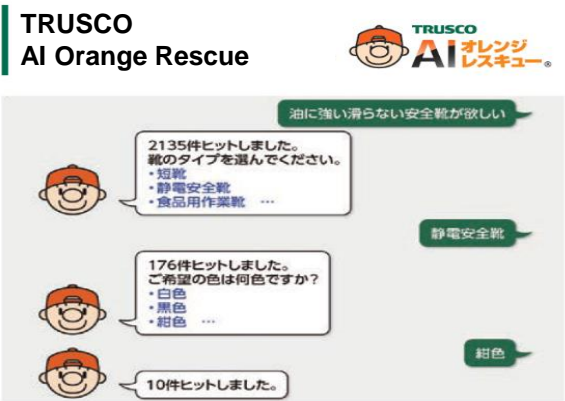 TRUSCO
AI Orange Rescue
TRUSCO
AI オレンジ
レスキュー®
油に強い滑らない安全靴が欲しい
2135件ヒットしました。
靴のタイプを選んでください。
・短靴
・静電安全靴
・食品用作業靴 …
静電安全靴
176件ヒットしました。
ご希望の色は何色ですか?
・白色
・黒色
・紺色 …
紺色
10件ヒットしました。